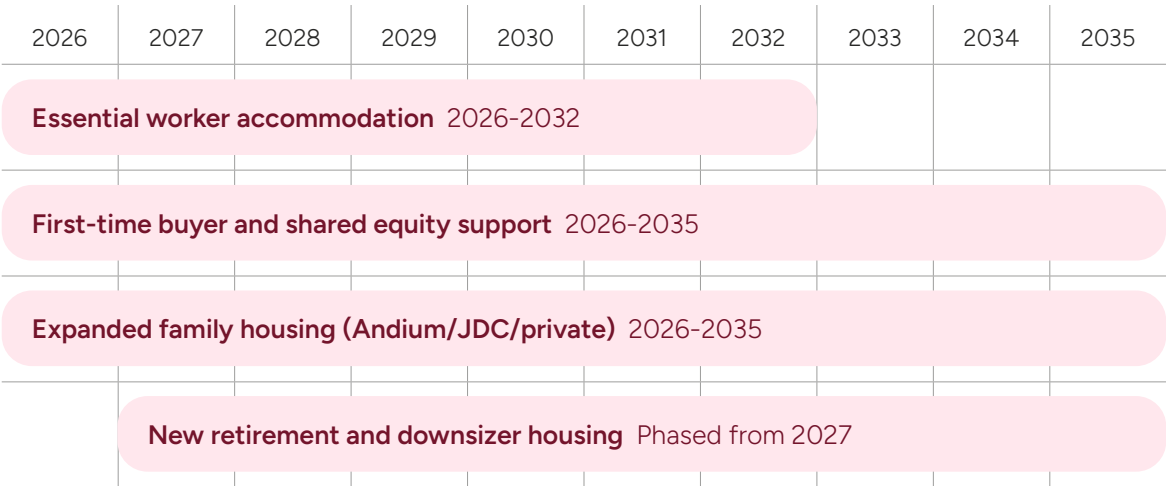 2026 2027 2028 2029 2030 2031 2032 2033 2034 2035
Essential worker accommodation 2026-2032
First-time buyer and shared equity support 2026-2035
Expanded family housing (Andium/JDC/private) 2026-2035
New retirement and downsizer housing Phased from 2027